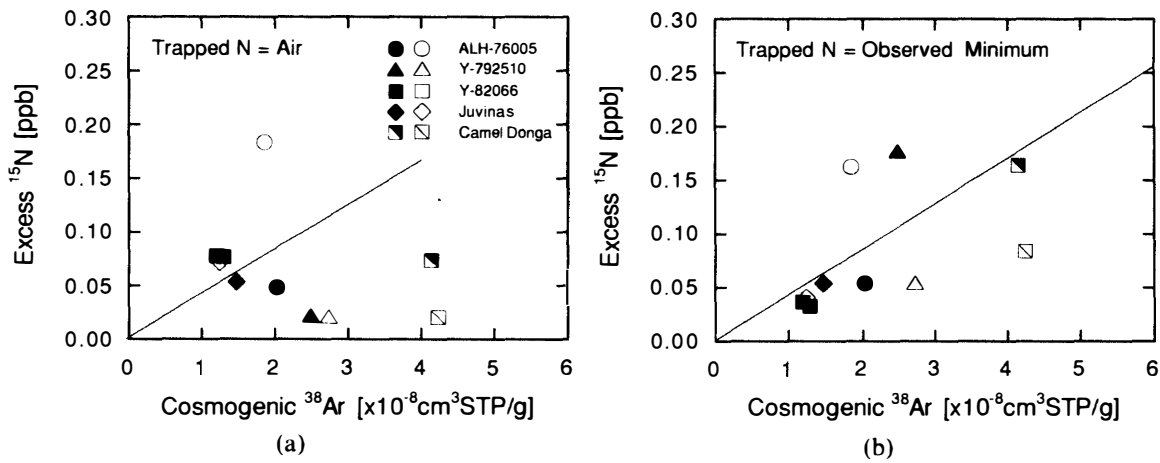 Trapped N = Air
ALH-76005
Y-792510
Y-82066
Juvinas
Camel Donga
0.30
0.25
0.20
0.15
0.10
0.05
0.00
Excess ¹⁵N [ppb]
0 1 2 3 4 5 6
Cosmogenic ³⁸Ar [x10⁻⁸cm³STP/g]
(a)
Trapped N = Observed Minimum
0.30
0.25
0.20
0.15
0.10
0.05
0.00
Excess ¹⁵N [ppb]
0 1 2 3 4 5 6
Cosmogenic ³⁸Ar [x10⁻⁸cm³STP/g]
(b)